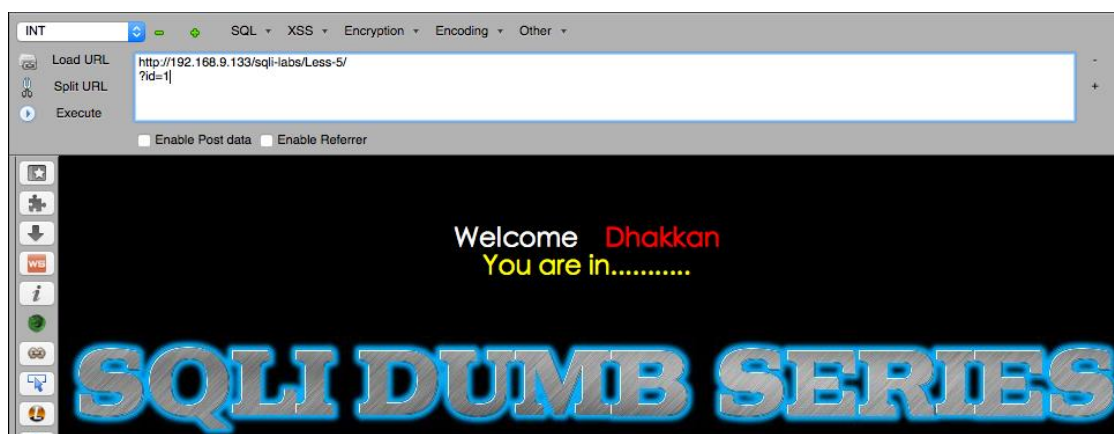 INT SQL XSS Encryption Encoding Other
Load URL
http://192.168.9.133/sqli-labs/Less-5/
Split URL
?id=1
Execute
Enable Post data Enable Referrer
WS
i
Welcome Dhakkan
You are in...........
SQLI DUMB SERIES